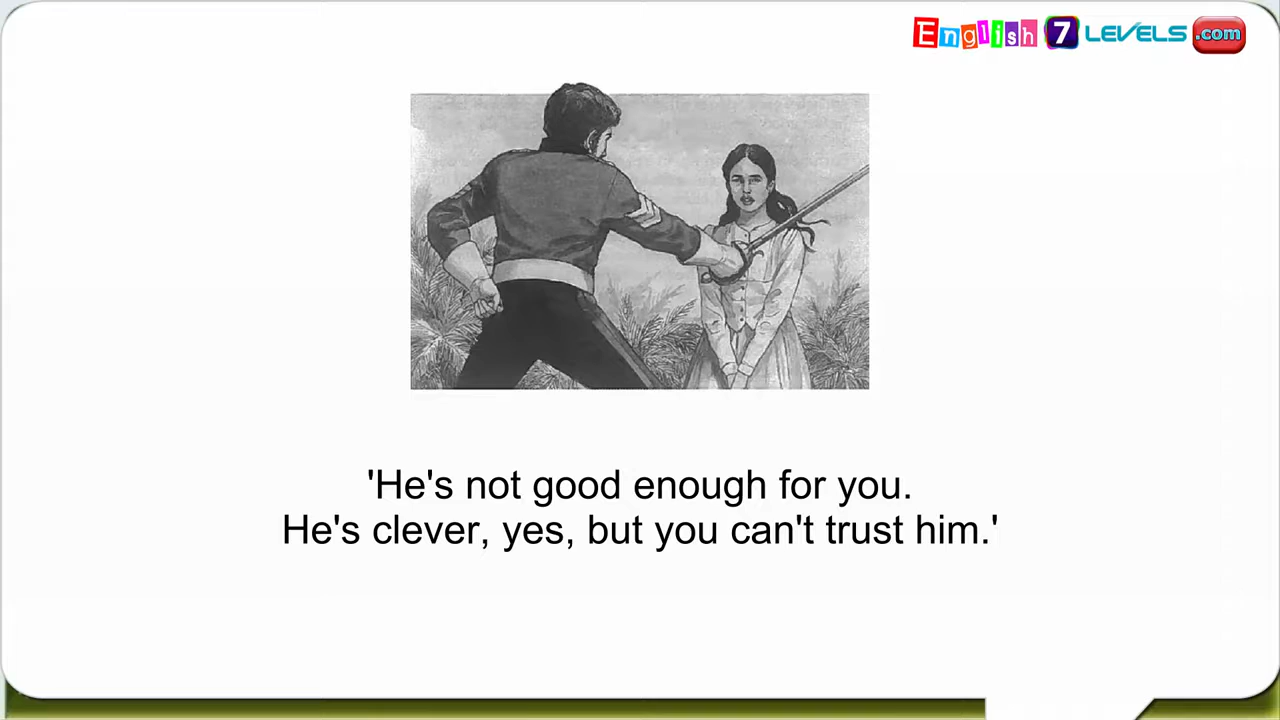 English 7 LEVELS .com
'He's not good enough for you.
He's clever, yes, but you can't trust him.'